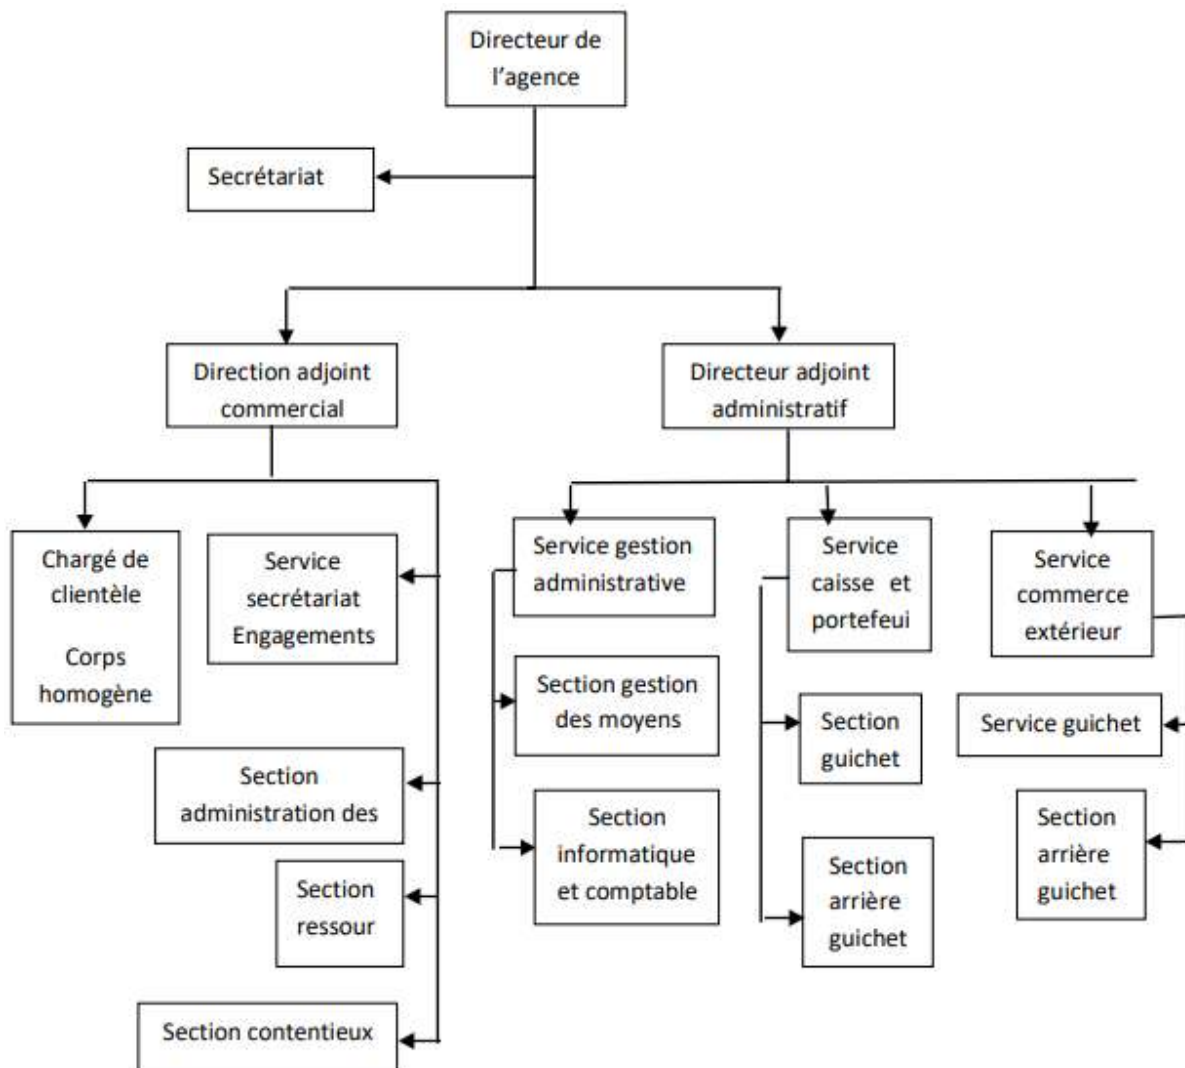 Directeur de
l'agence
Secrétariat
Direction adjoint
commercial
Directeur adjoint
administratif
Chargé de
clientèle
Corps
homogène
Service
secrétariat
Engagements
Section
administration des
Section
ressour
Section contentieux
Service gestion
administrative
Section gestion
des moyens
Section
informatique
et comptable
Service
caisse et
portefeui
Section
guichet
Section
arrière
guichet
Service
commerce
extérieur
Service guichet
Section
arrière
guichet